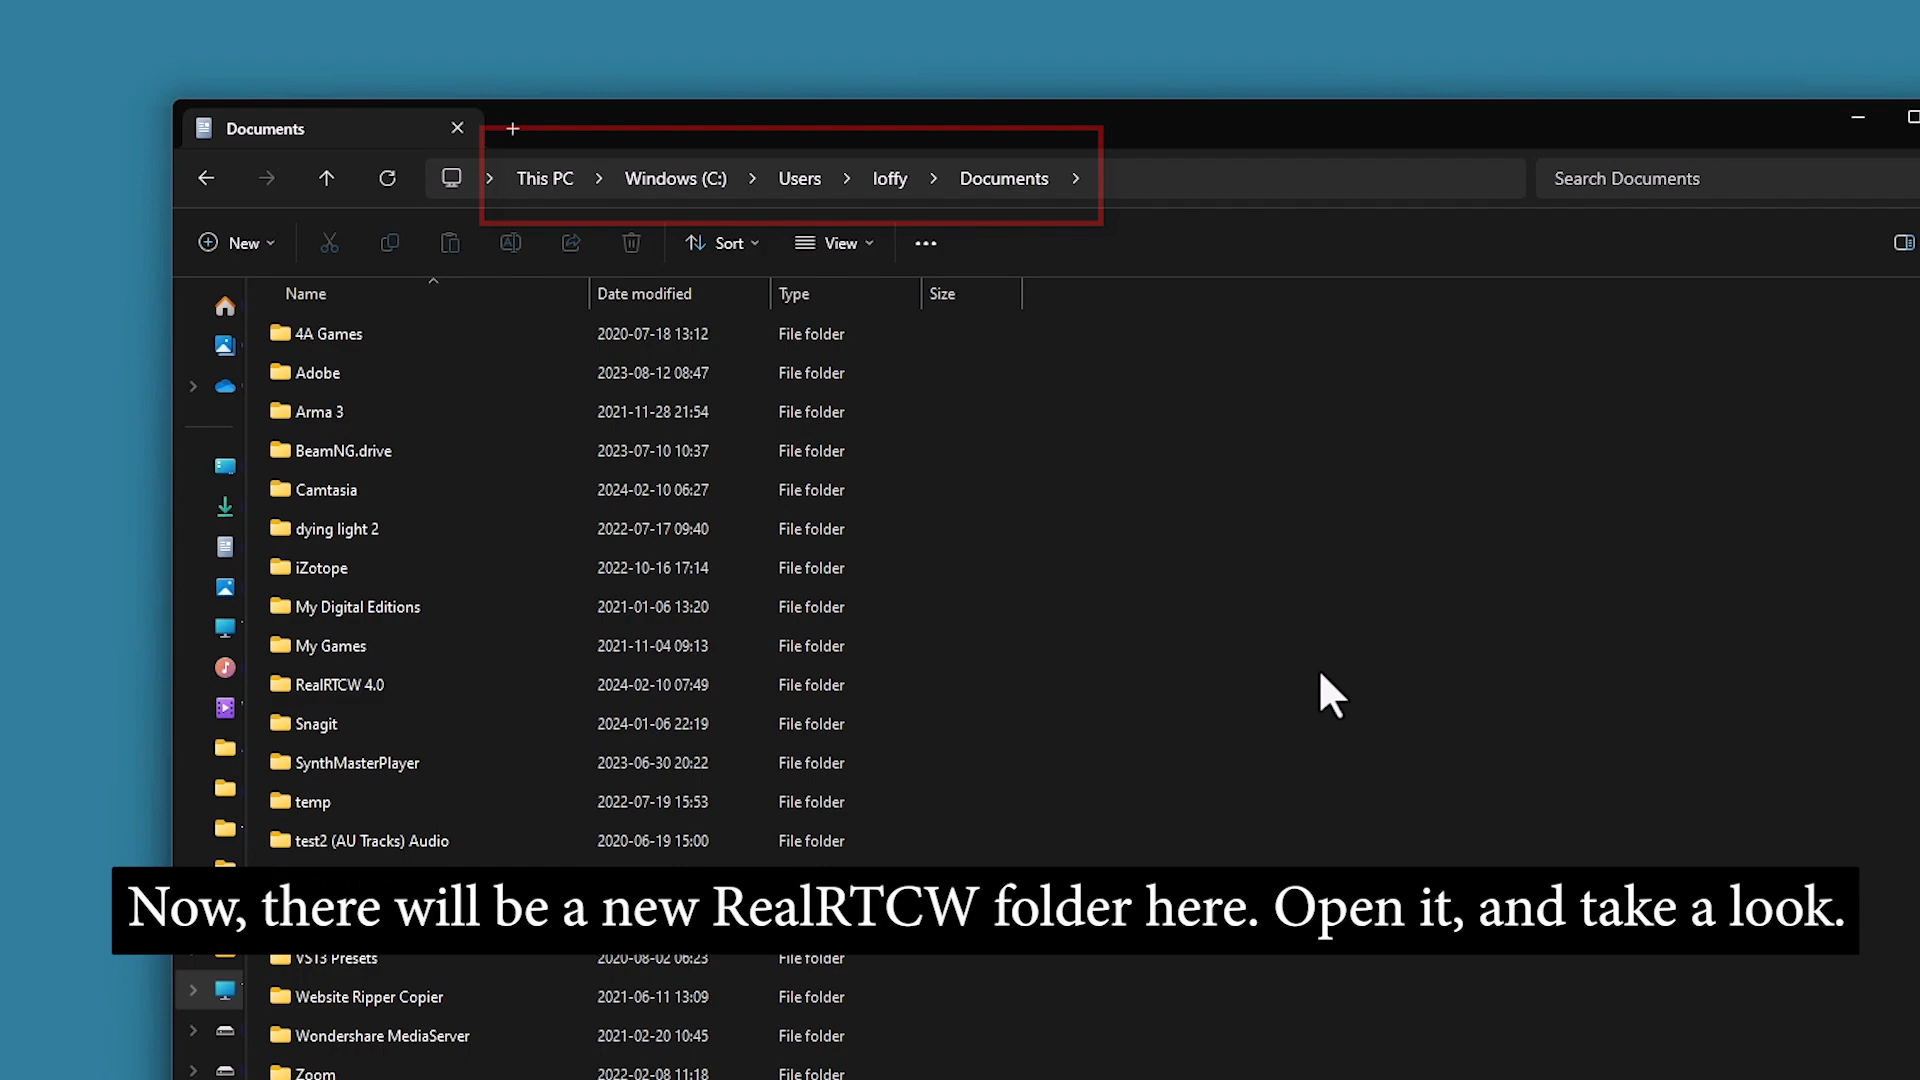 Documents
This PC > Windows (C:) > Users > loffy > Documents >
Search Documents
New
Sort
View
Name Date modified Type Size
4A Games 2020-07-18 13:12 File folder
Adobe 2023-08-12 08:47 File folder
Arma 3 2021-11-28 21:54 File folder
BeamNG.drive 2023-07-10 10:37 File folder
Camtasia 2024-02-10 06:27 File folder
dying light 2 2022-07-17 09:40 File folder
iZotope 2022-10-16 17:14 File folder
My Digital Editions 2021-01-06 13:20 File folder
My Games 2021-11-04 09:13 File folder
RealRTCW 4.0 2024-02-10 07:49 File folder
Snagit 2024-01-06 22:19 File folder
SynthMasterPlayer 2023-06-30 20:22 File folder
temp 2022-07-19 15:53 File folder
test2 (AU Tracks) Audio 2020-06-19 15:00 File folder
Now, there will be a new RealRTCW folder here. Open it, and take a look.
VST3 Presets 2020-08-02 06:23 File folder
Website Ripper Copier 2021-06-11 13:09 File folder
Wondershare MediaServer 2021-02-20 10:45 File folder
Zoom 2022-02-08 11:18 File folder